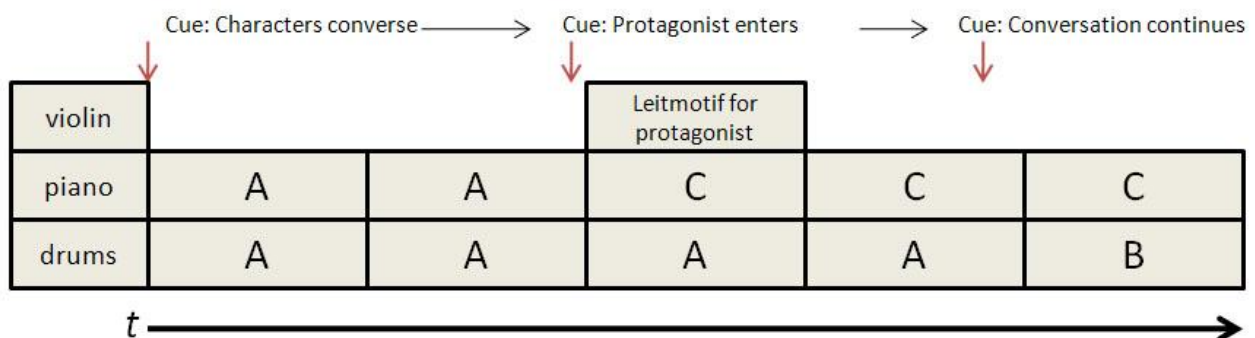 Cue: Characters converse
Cue: Protagonist enters
Cue: Conversation continues
violin
Leitmotif for
protagonist
piano A A C C C
drums A A A A B
t